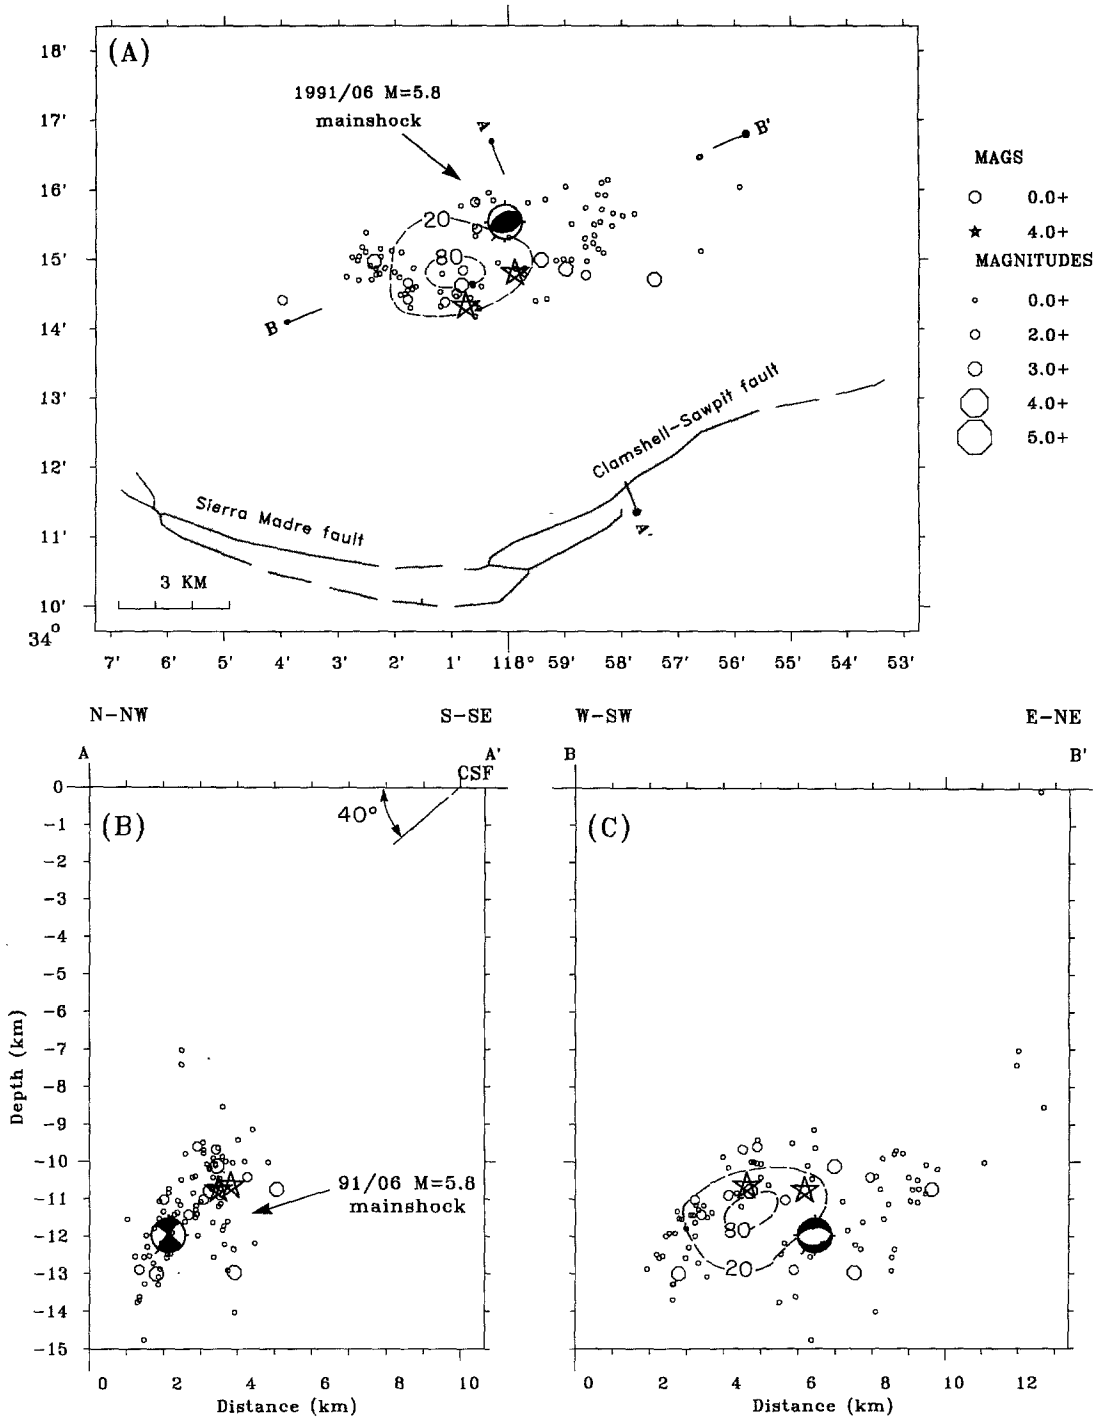 (A)
18'
17'
16'
15'
14'
13'
12'
11'
10'
34°
7' 6' 5' 4' 3' 2' 1' 118° 59' 58' 57' 56' 55' 54' 53'
1991/06 M=5.8
mainshock
A
B'
20
80
B
Clamshell-Sawpit fault
Sierra Madre fault
A'
3 KM
MAGS
0.0+
4.0+
MAGNITUDES
0.0+
2.0+
3.0+
4.0+
5.0+
N-NW S-SE
A A'
CSF
40°
(B)
0
-1
-2
-3
-4
-5
-6
-7
-8
-9
-10
-11
-12
-13
-14
-15
Depth (km)
91/06 M=5.8
mainshock
0 2 4 6 8 10
Distance (km)
W-SW E-NE
B B'
(C)
80
20
0 2 4 6 8 10 12
Distance (km)